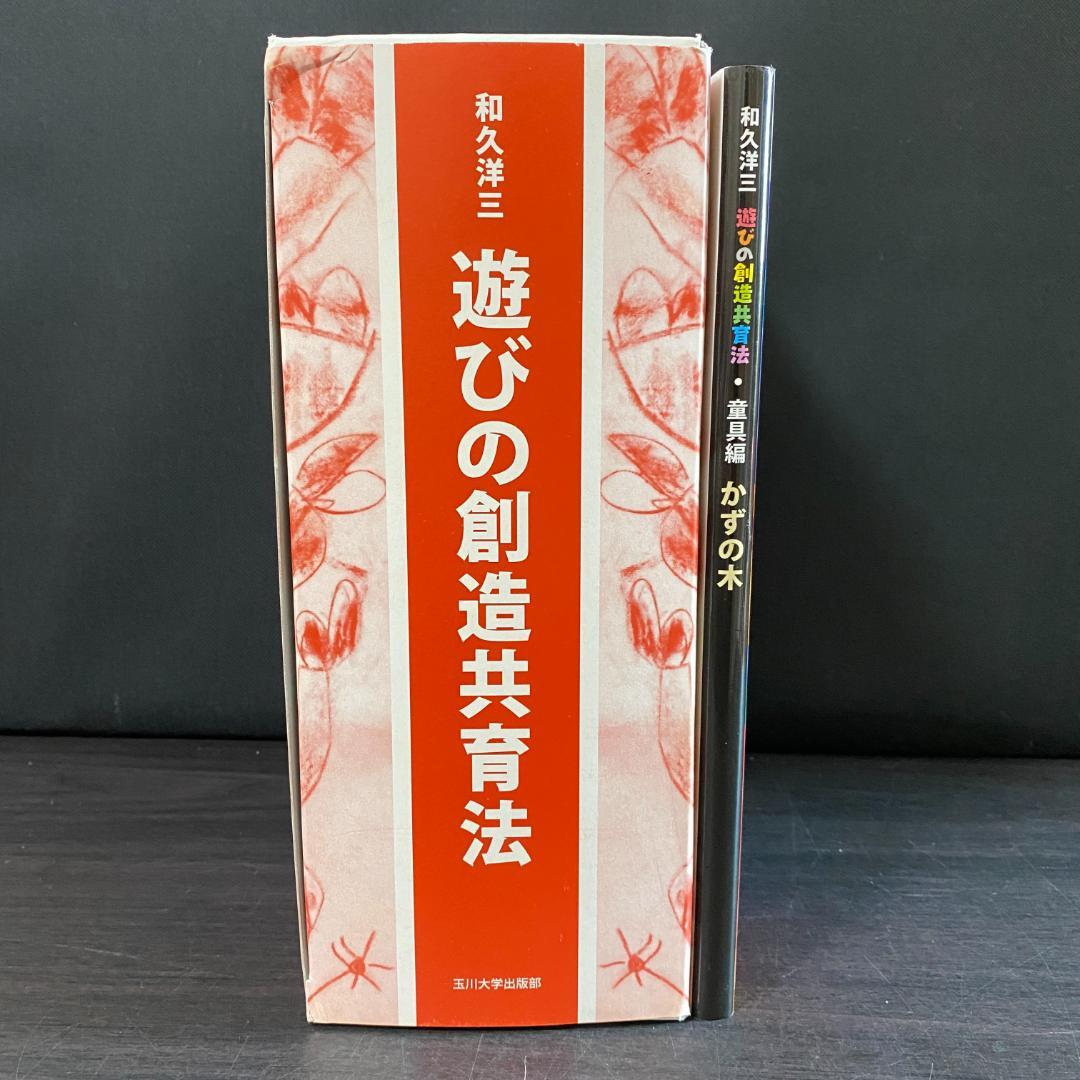 和久洋三
遊びの創造共育法
玉川大学出版部
和久洋三 遊びの創造共育法・童具編 かずの木